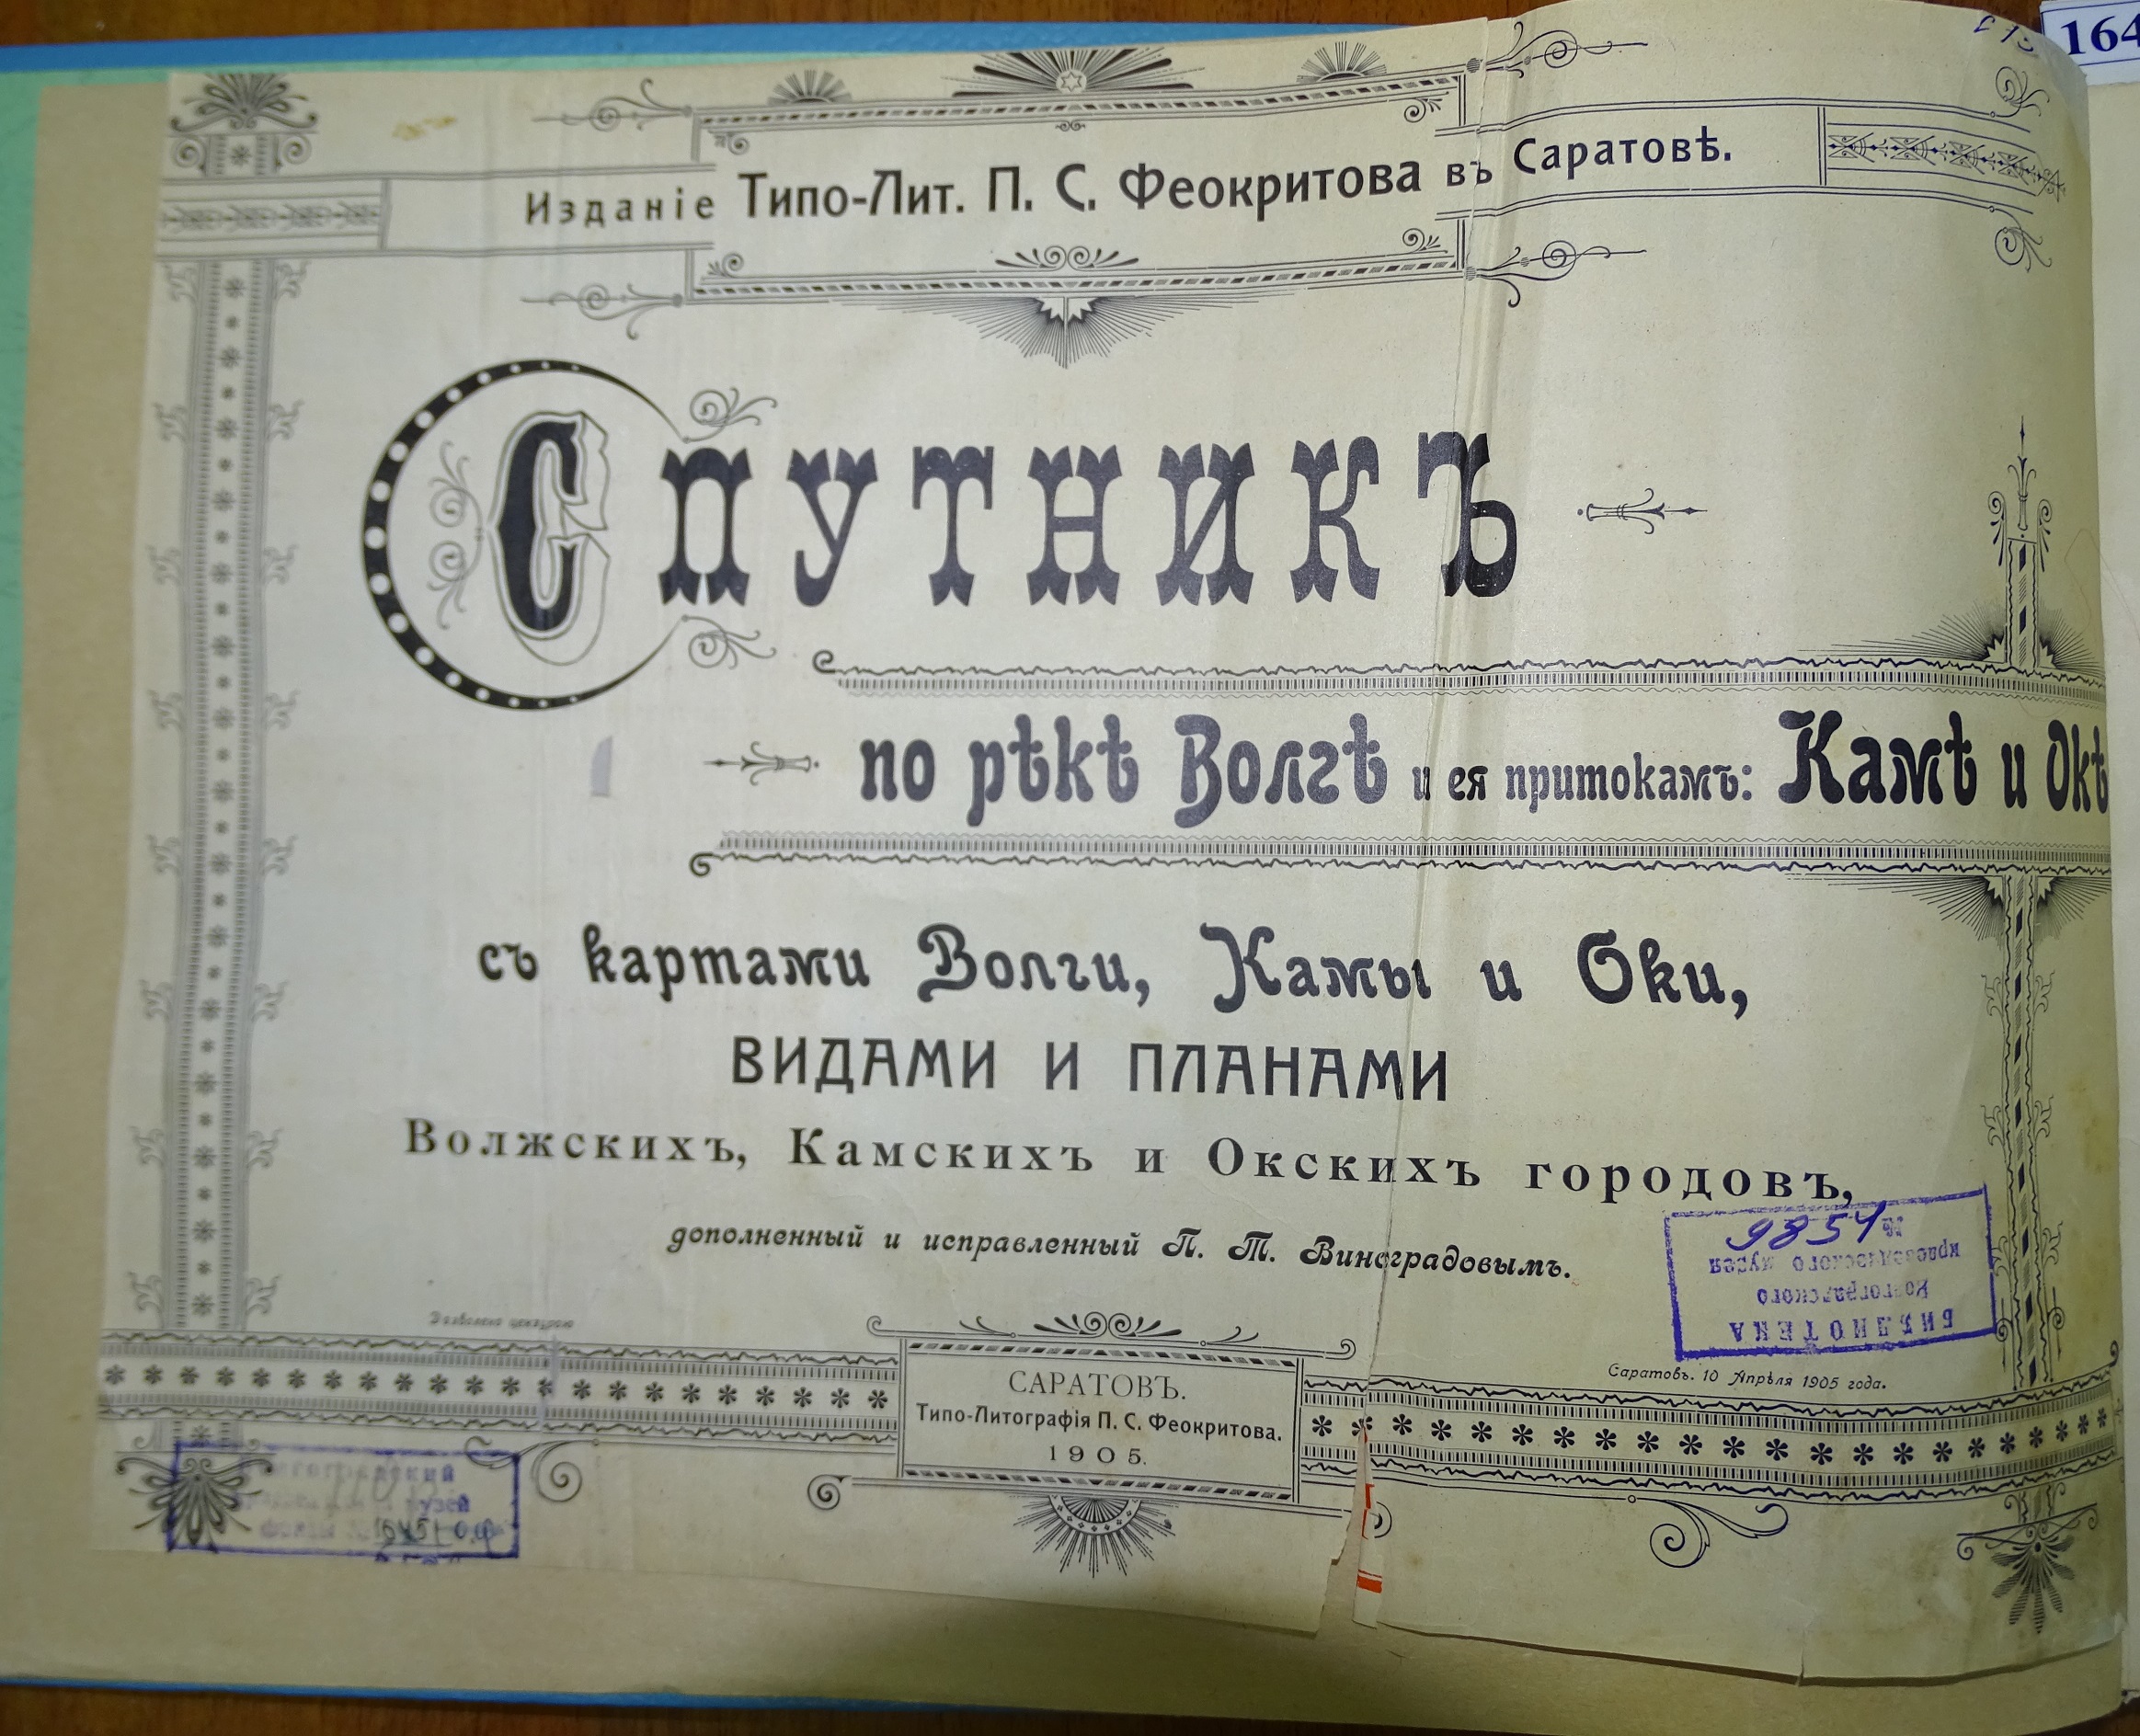 164
Изданіе Типо-Лит. П. С. Феокритова въ Саратовѣ.
Спутникъ
по рѣкѣ Волгѣ и ея притокамъ: Камѣ и Окѣ
съ картами Волги, Камы и Оки,
ВИДАМИ И ПЛАНАМИ
Волжскихъ, Камскихъ и Окскихъ городовъ,
дополненный и исправленный П. Т. Виноградовымъ.
№ 9854
краеведческого музея
Волгоградского
БИБЛИОТЕКА
Дозволено цензурою
Саратовъ. 10 Апрѣля 1905 года.
САРАТОВЪ.
Типо-Литографія П. С. Феокритова.
1905.
музей